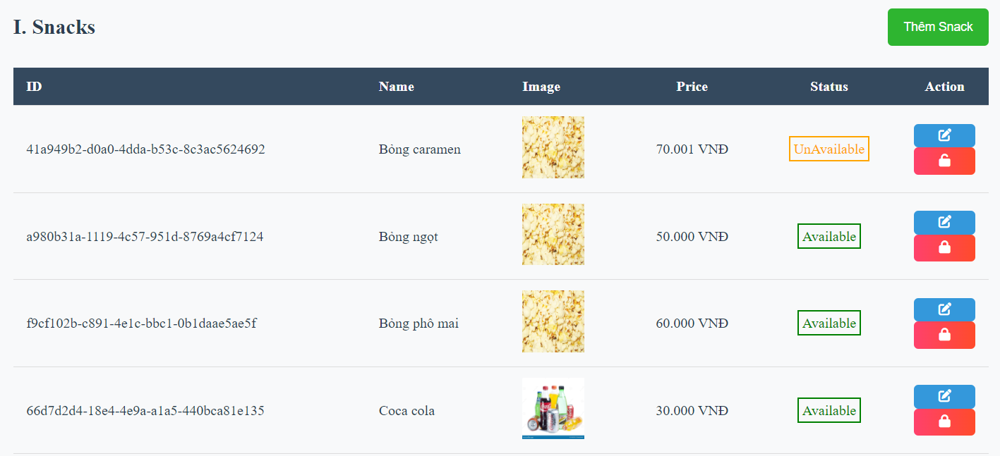 I. Snacks
Thêm Snack
ID Name Image Price Status Action
41a949b2-d0a0-4dda-b53c-8c3ac5624692 Bỏng caramen 70.001 VNĐ UnAvailable
a980b31a-1119-4c57-951d-8769a4cf7124 Bỏng ngọt 50.000 VNĐ Available
f9cf102b-c891-4e1c-bbc1-0b1daae5ae5f Bỏng phô mai 60.000 VNĐ Available
66d7d2d4-18e4-4e9a-a1a5-440bca81e135 Coca cola 30.000 VNĐ Available